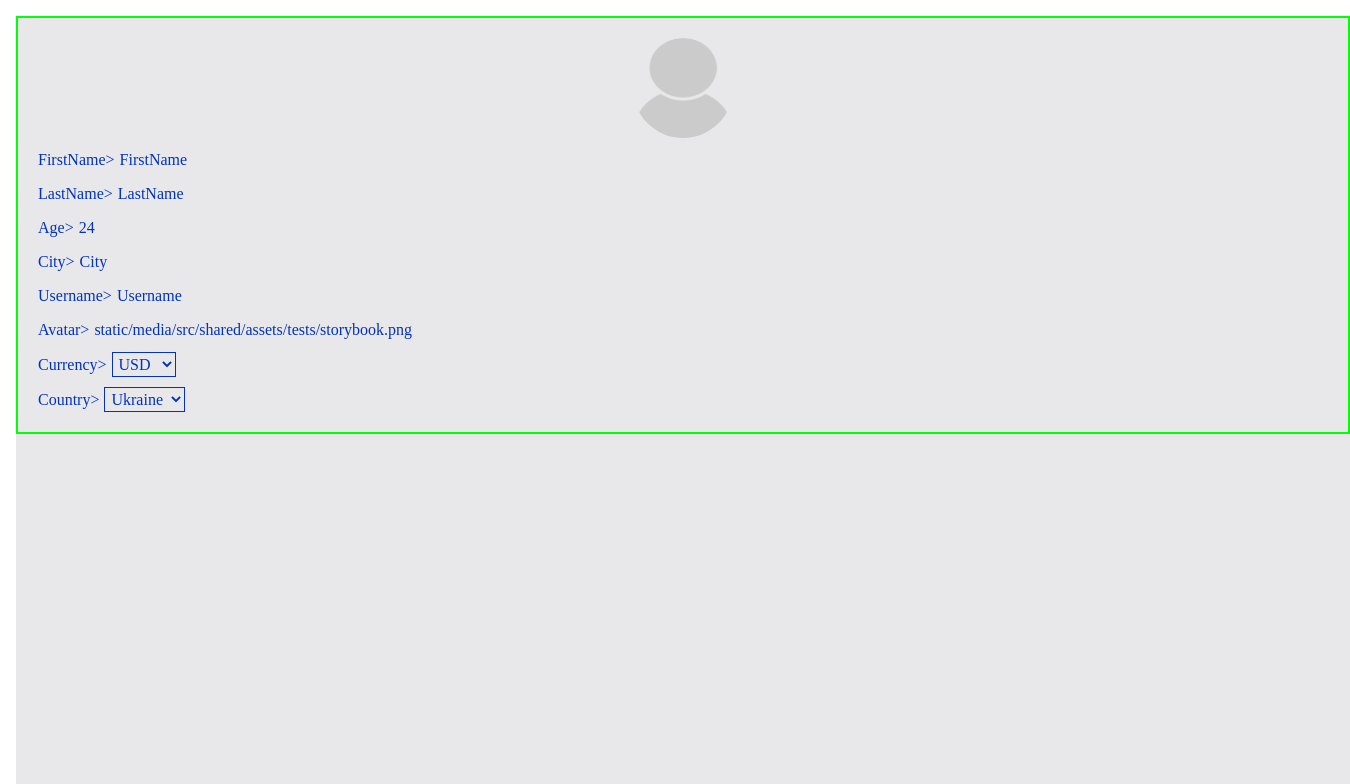 FirstName> FirstName
LastName> LastName
Age> 24
City> City
Username> Username
Avatar> static/media/src/shared/assets/tests/storybook.png
Currency> USD
Country> Ukraine